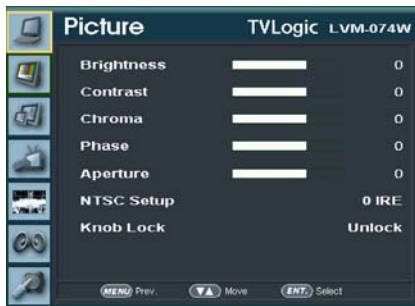 Picture TVLogic LVM-074W
Brightness 0
Contrast 0
Chroma 0
Phase 0
Aperture 0
NTSC Setup 0 IRE
Knob Lock Unlock
MENU Prev. ▼▲ Move ENT. Select